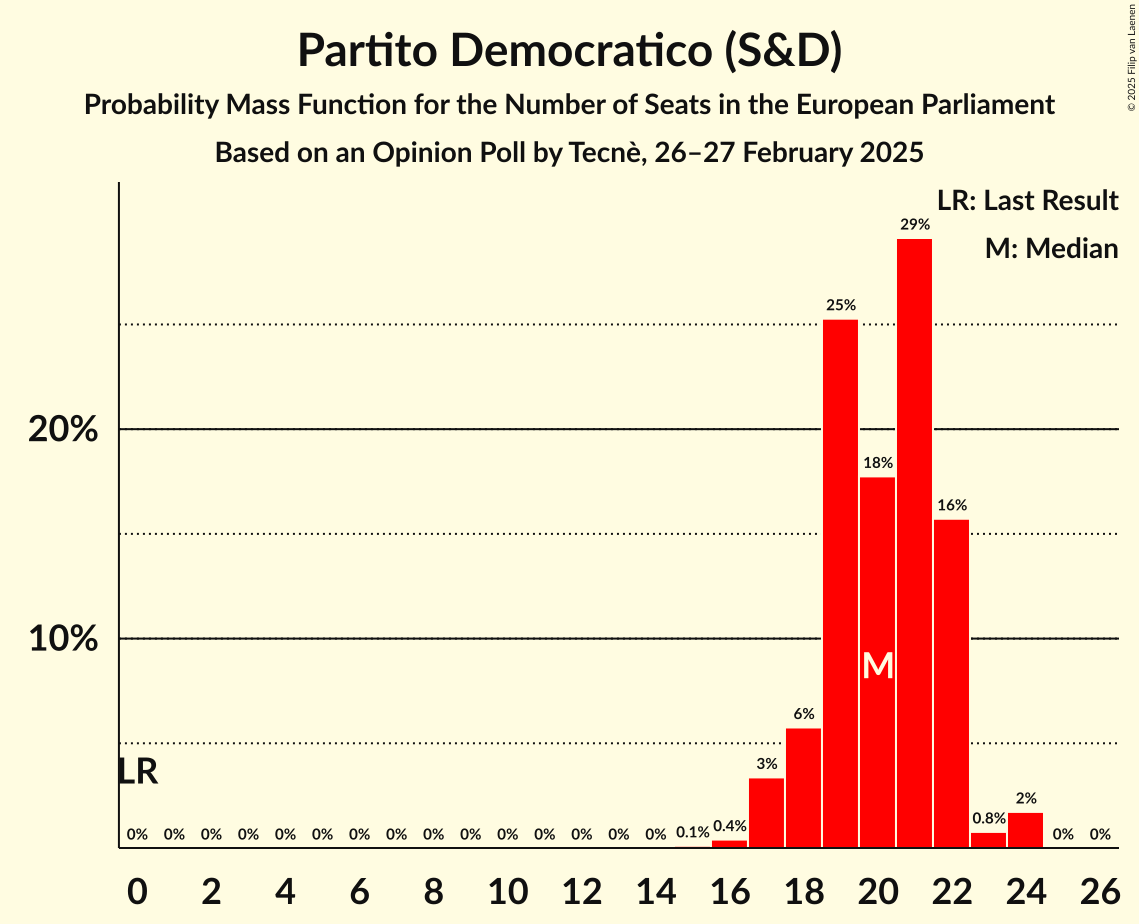 Partito Democratico (S&D)
Probability Mass Function for the Number of Seats in the European Parliament
Based on an Opinion Poll by Tecnè, 26–27 February 2025
© 2025 Filip van Laenen
LR: Last Result
M: Median
29%
25%
20%
18%
16%
10%
M
6%
3%
LR
2%
0% 0% 0% 0% 0% 0% 0% 0% 0% 0% 0% 0% 0% 0% 0% 0.1% 0.4% 0.8% 0% 0%
0 2 4 6 8 10 12 14 16 18 20 22 24 26